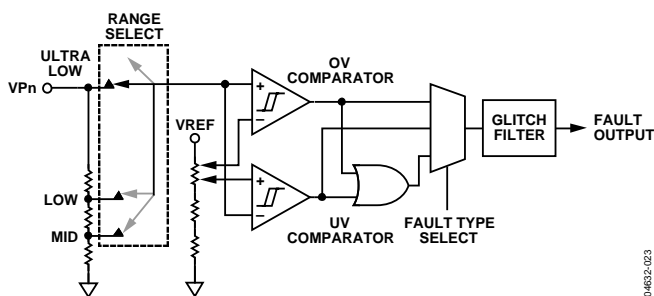 RANGE
SELECT
ULTRA
LOW
VPn
LOW
MID
VREF
OV
COMPARATOR
+
–
+
–
UV
COMPARATOR
FAULT TYPE
SELECT
GLITCH
FILTER
FAULT
OUTPUT
04632-023